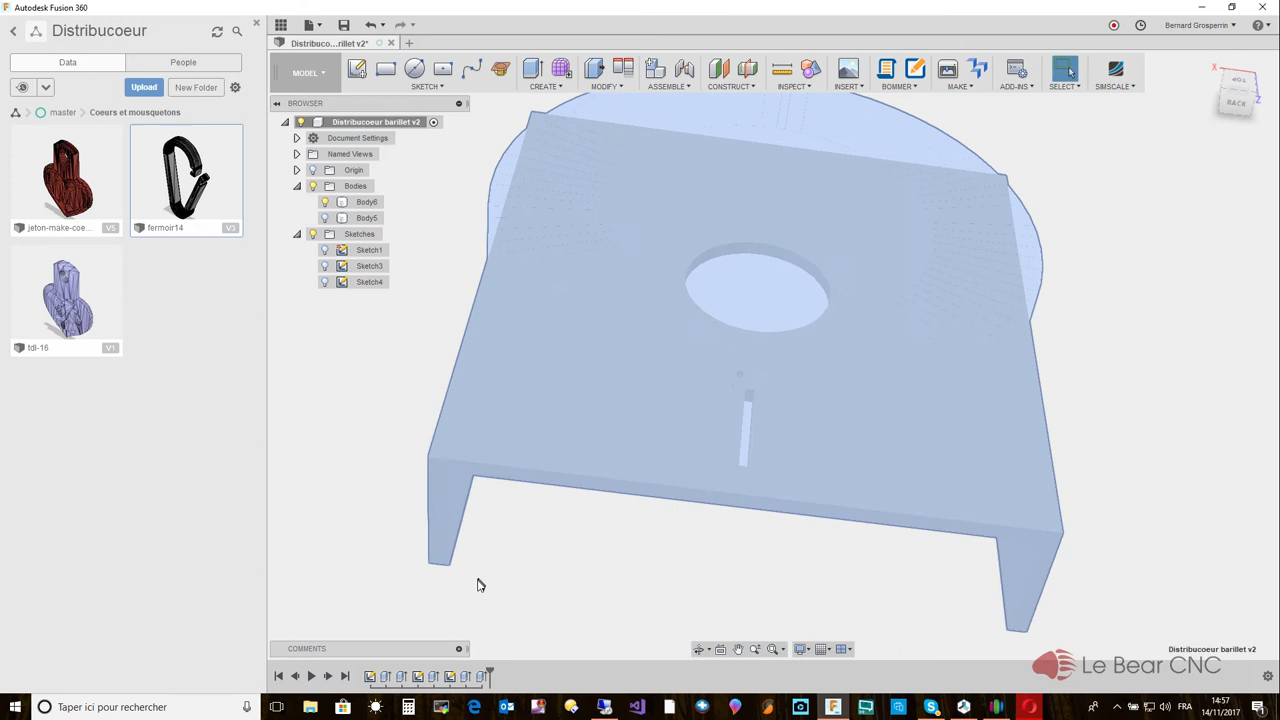 Autodesk Fusion 360
Distribucoeur
Data
People
Upload
New Folder
master
Coeurs et mousquetons
jeton-make-coe...
V5
fermoir14
V3
tdl-16
V1
Distribuco...rillet v2*
Bernard Grosperrin
MODEL
SKETCH
CREATE
MODIFY
ASSEMBLE
CONSTRUCT
INSPECT
INSERT
BOMMER
MAKE
ADD-INS
SELECT
SIMSCALE
BROWSER
Distribucoeur barillet v2
Document Settings
Named Views
Origin
Bodies
Body6
Body5
Sketches
Sketch1
Sketch3
Sketch4
X
Z
TOP
BACK
COMMENTS
Distribucoeur barillet v2
Le Bear CNC
Taper ici pour rechercher
FRA
14:57
14/11/2017